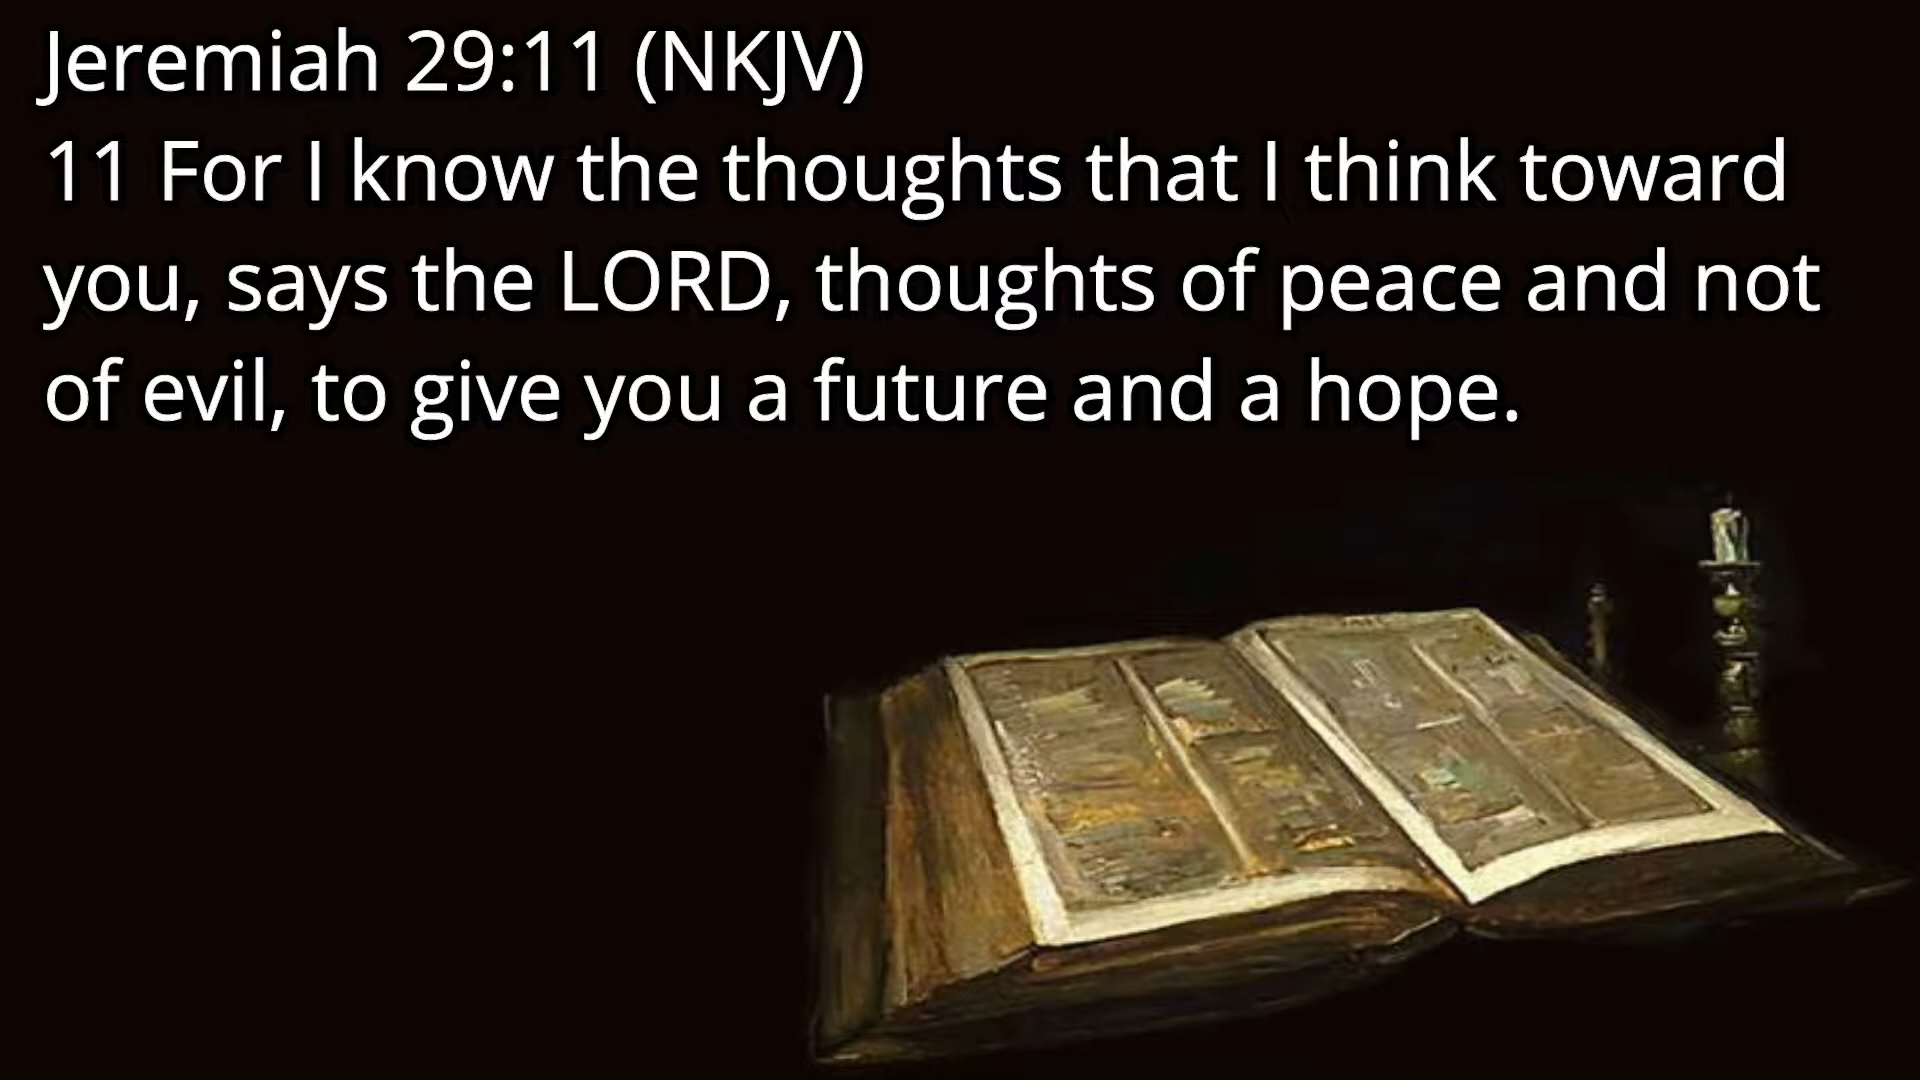 Jeremiah 29:11 (NKJV)
11 For I know the thoughts that I think toward
you, says the LORD, thoughts of peace and not
of evil, to give you a future and a hope.